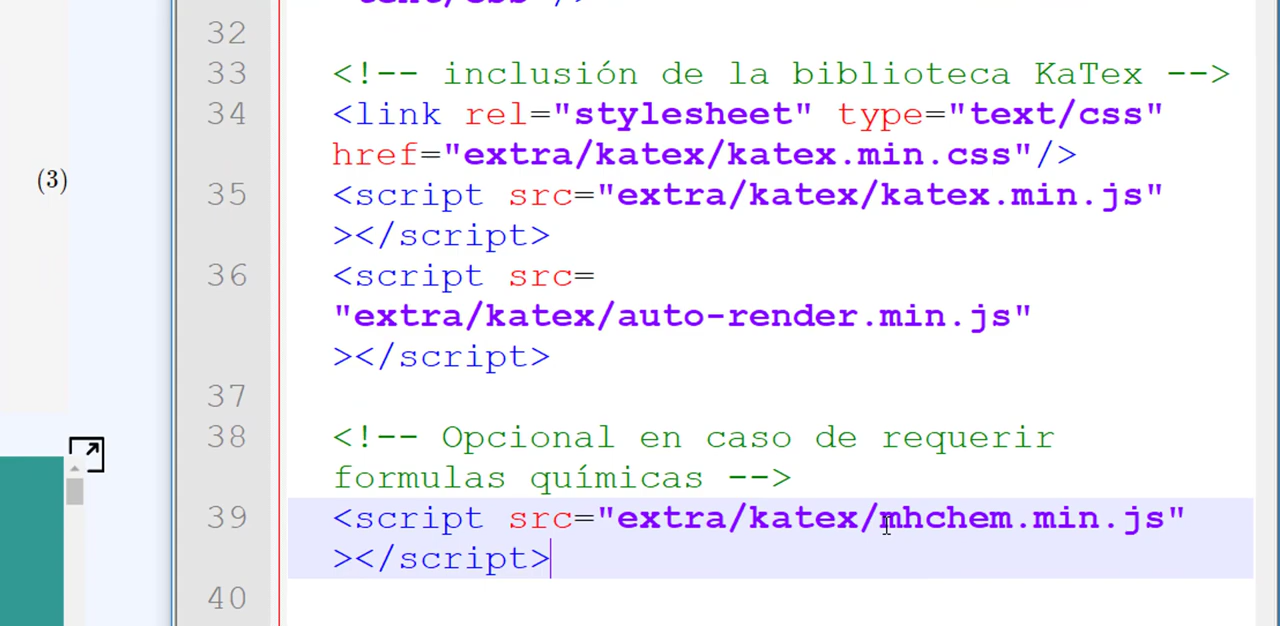 "text/css"/>
32
33 <!-- inclusión de la biblioteca KaTex -->
34 <link rel="stylesheet" type="text/css"
href="extra/katex/katex.min.css"/>
(3)
35 <script src="extra/katex/katex.min.js"
></script>
36 <script src=
"extra/katex/auto-render.min.js"
></script>
37
38 <!-- Opcional en caso de requerir
formulas químicas -->
39 <script src="extra/katex/mhchem.min.js"
></script>
40